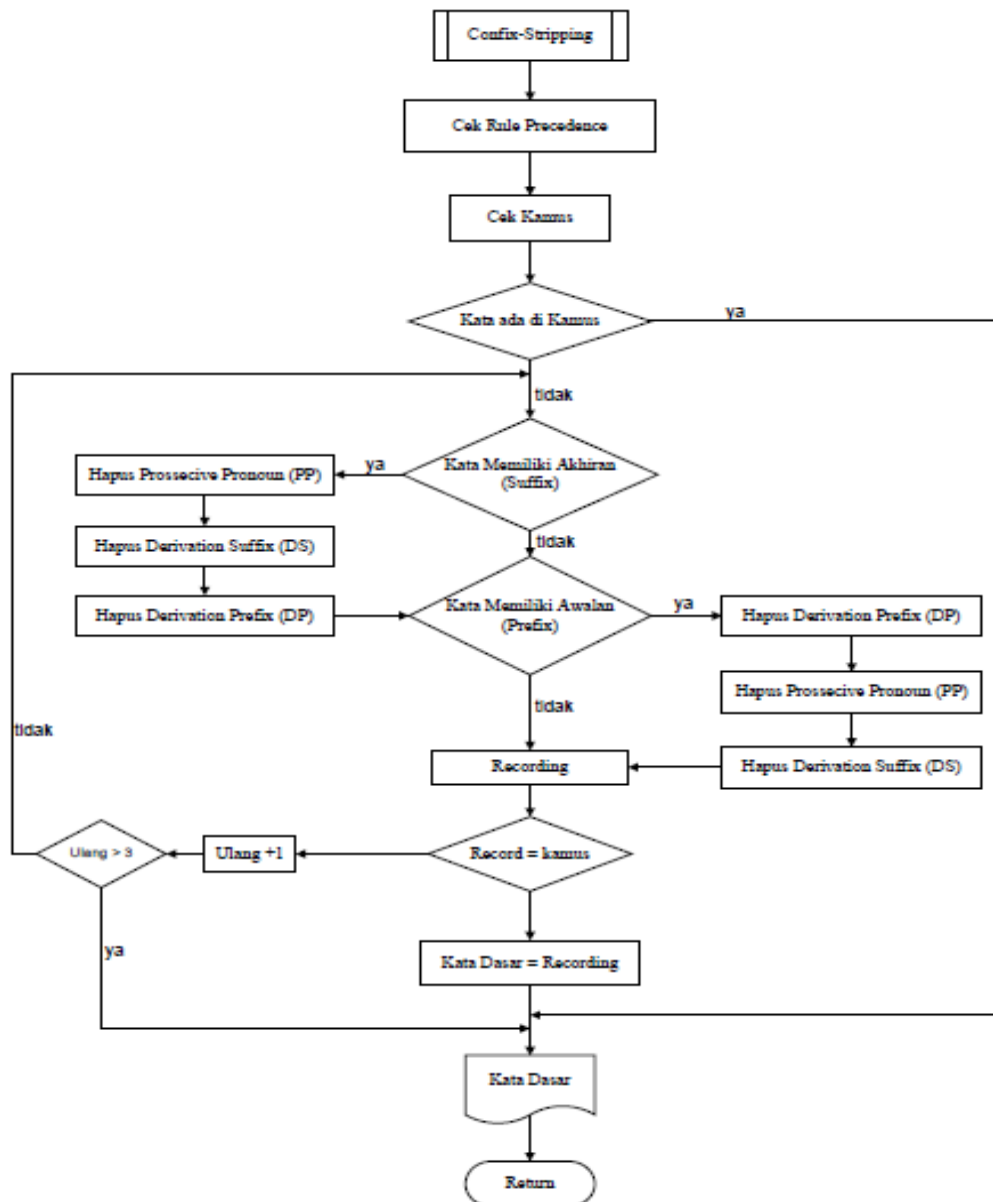 Confix-Stripping
Cek Rule Precedence
Cek Kamus
Kata ada di Kamus
ya
tidak
Kata Memiliki Akhiran
(Suffix)
ya
Hapus Prossecive Pronoun (PP)
Hapus Derivation Suffix (DS)
Hapus Derivation Prefix (DP)
tidak
Kata Memiliki Awalan
(Prefix)
ya
Hapus Derivation Prefix (DP)
Hapus Prossecive Pronoun (PP)
Hapus Derivation Suffix (DS)
tidak
Recording
Record = kamus
Ulang +1
Ulang > 3
tidak
ya
Kata Dasar = Recording
Kata Dasar
Return